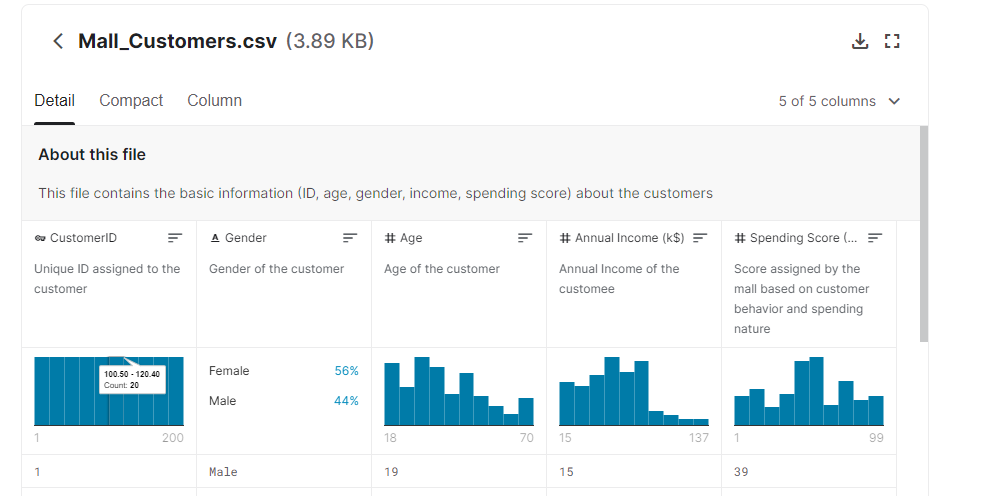 Mall_Customers.csv (3.89 KB)
Detail Compact Column 5 of 5 columns
About this file
This file contains the basic information (ID, age, gender, income, spending score) about the customers
CustomerID
Unique ID assigned to the
customer
100.50 - 120.40
Count: 20
1 200
Gender
Gender of the customer
Female 56%
Male 44%
Age
Age of the customer
18 70
Annual Income (k$)
Annual Income of the
customee
15 137
Spending Score (...
Score assigned by the
mall based on customer
behavior and spending
nature
1 99
1 Male 19 15 39